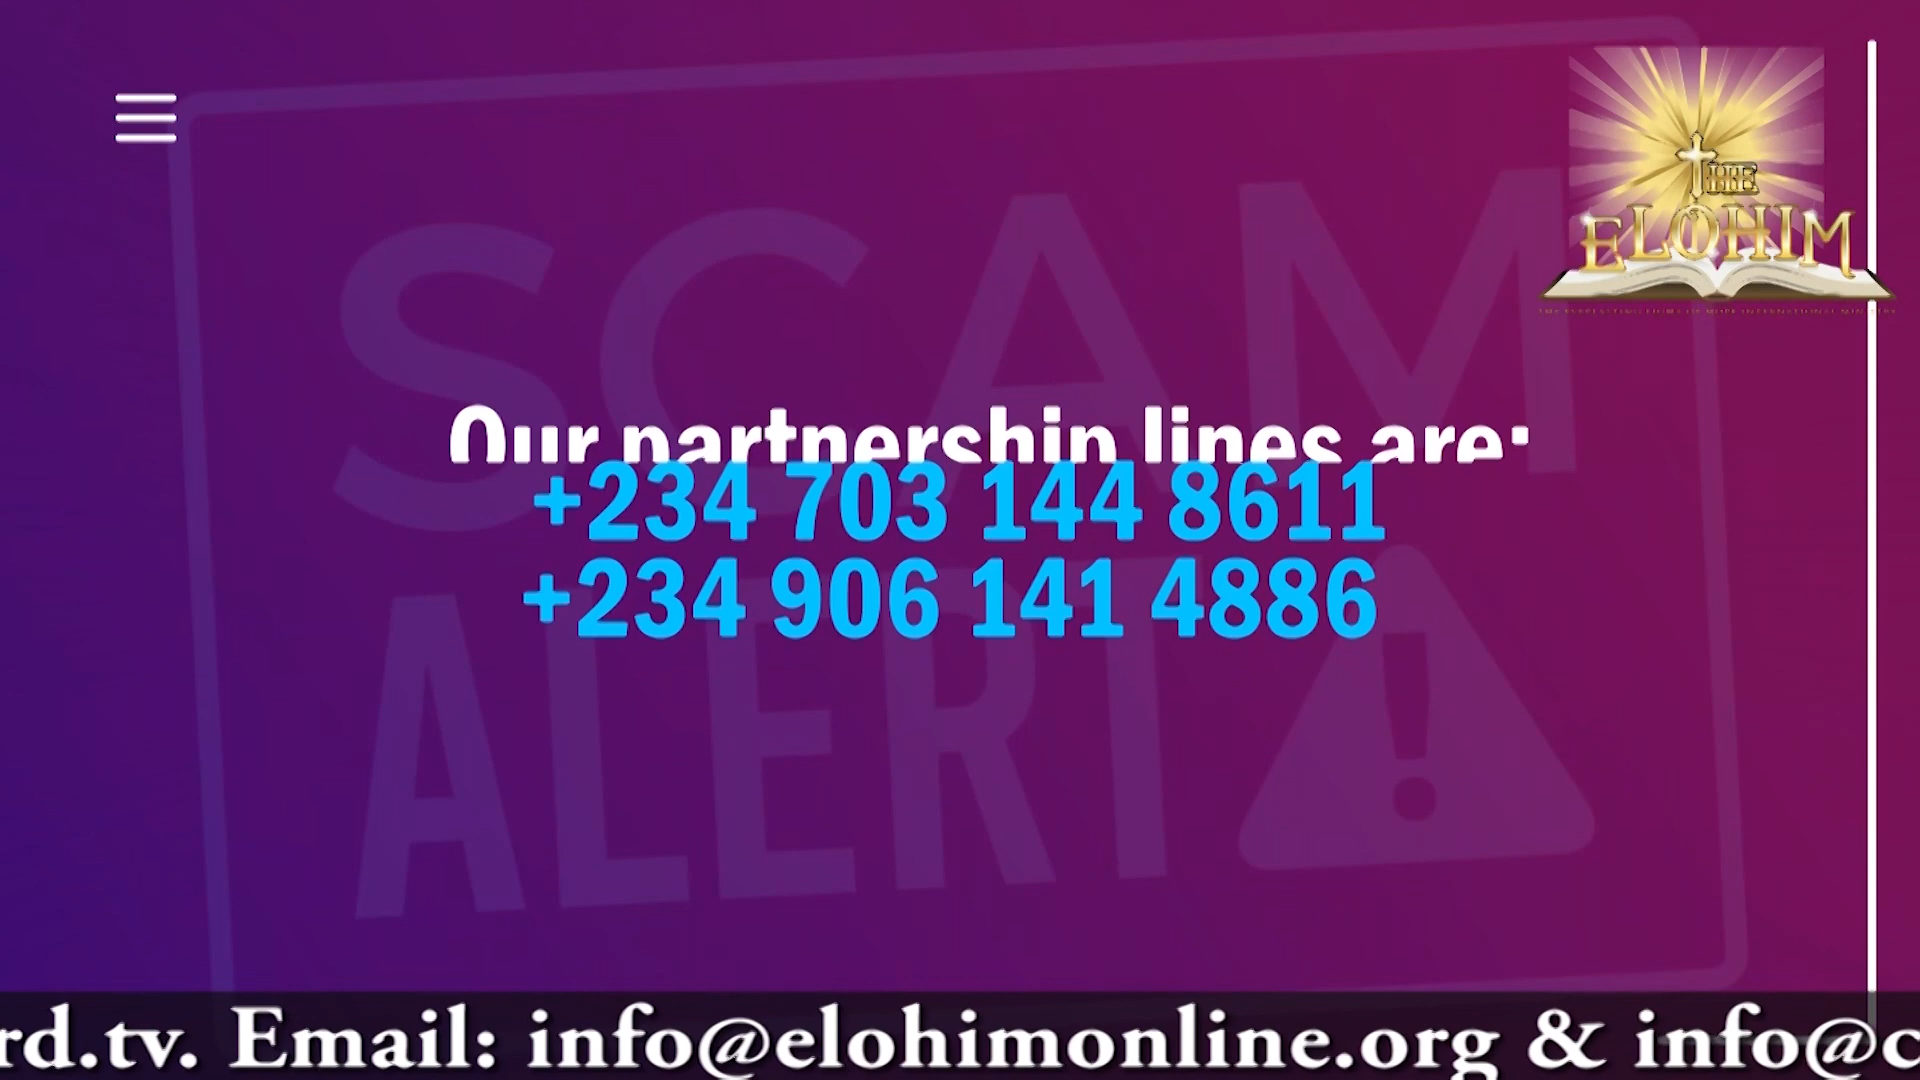 THE
ELOHIM
SCAM
ALERT
Our partnership lines are:
+234 703 144 8611
+234 906 141 4886
rd.tv. Email: info@elohimonline.org & info@c